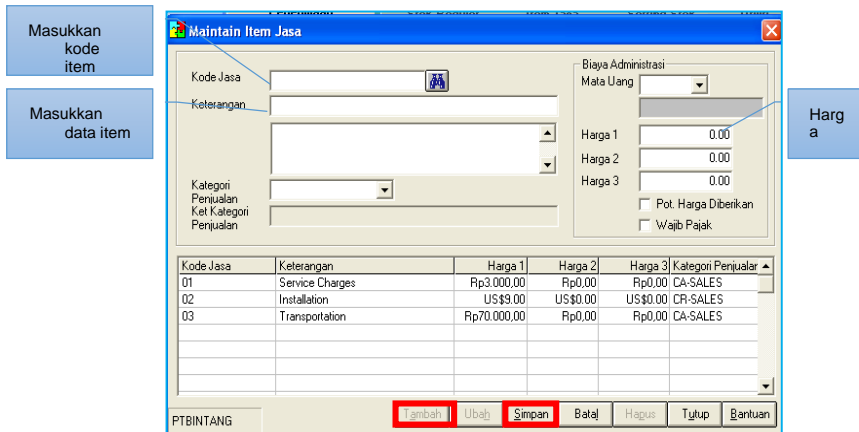 Masukkan
kode
item
Masukkan
data item
Harg
a
Maintain Item Jasa
Kode Jasa
Keterangan
Kategori
Penjualan
Ket Kategori
Penjualan
Biaya Administrasi
Mata Uang
Harga 1 0.00
Harga 2 0.00
Harga 3 0.00
Pot. Harga Diberikan
Wajib Pajak
Kode Jasa Keterangan Harga 1 Harga 2 Harga 3 Kategori Penjualar
01 Service Charges Rp3.000,00 Rp0,00 Rp0,00 CA-SALES
02 Installation US$9.00 US$0.00 US$0.00 CR-SALES
03 Transportation Rp70.000,00 Rp0,00 Rp0,00 CA-SALES
PTBINTANG Tambah Ubah Simpan Batal Hapus Tutup Bantuan